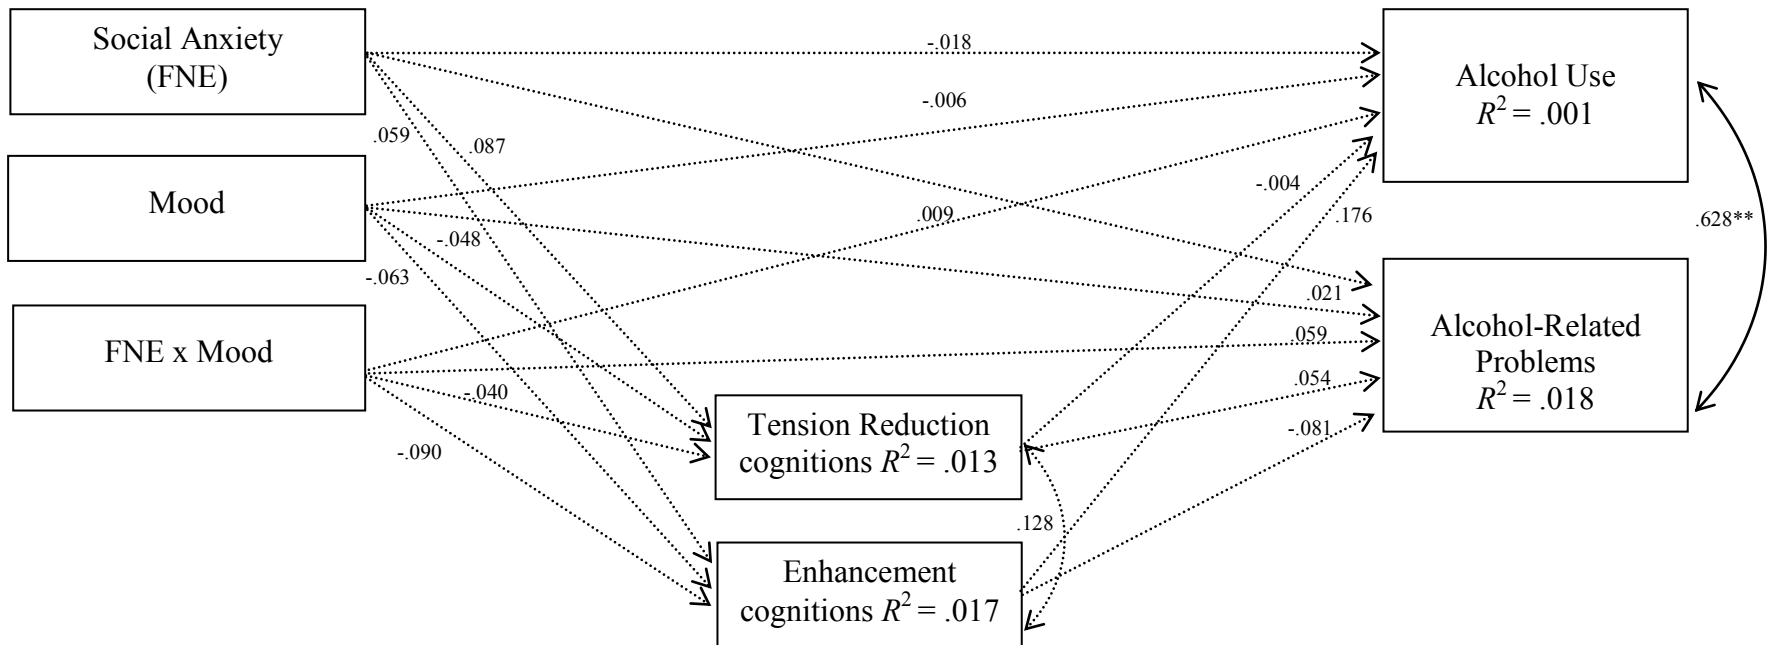 Social Anxiety
(FNE)
-.018
Alcohol Use
R² = .001
-.006
.059
.087
Mood
-.004
.009
.176
.628**
-.048
-.063
.021
FNE x Mood
.059
Alcohol-Related
Problems
R² = .018
.054
-.040
-.081
-.090
Tension Reduction
cognitions R² = .013
.128
Enhancement
cognitions R² = .017